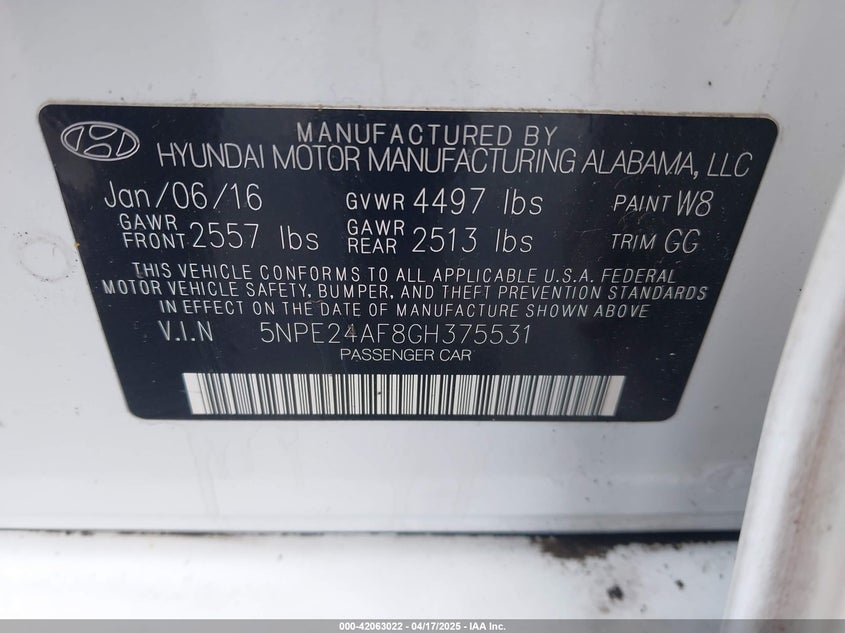 MANUFACTURED BY
HYUNDAI MOTOR MANUFACTURING ALABAMA, LLC
Jan/06/16 GVWR 4497 lbs PAINT W8
GAWR FRONT 2557 lbs GAWR REAR 2513 lbs TRIM GG
THIS VEHICLE CONFORMS TO ALL APPLICABLE U.S.A. FEDERAL
MOTOR VEHICLE SAFETY, BUMPER, AND THEFT PREVENTION STANDARDS
IN EFFECT ON THE DATE OF MANUFACTURE SHOWN ABOVE
V.I.N 5NPE24AF8GH375531
PASSENGER CAR
000-42063022 - 04/17/2025 - IAA Inc.